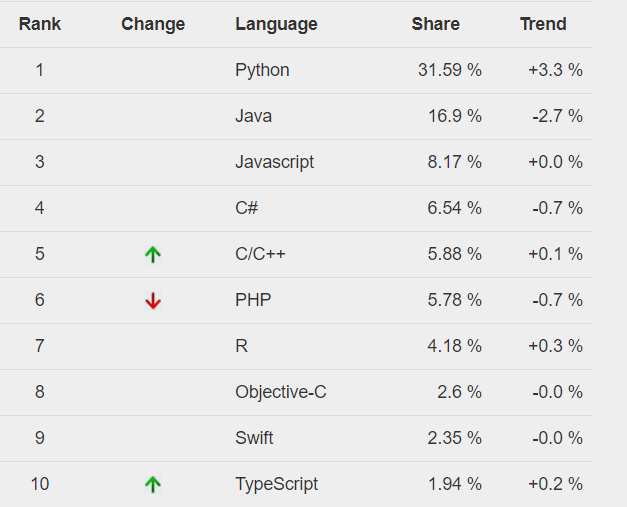 Rank Change Language Share Trend
1 Python 31.59 % +3.3 %
2 Java 16.9 % -2.7 %
3 Javascript 8.17 % +0.0 %
4 C# 6.54 % -0.7 %
5 C/C++ 5.88 % +0.1 %
6 PHP 5.78 % -0.7 %
7 R 4.18 % +0.3 %
8 Objective-C 2.6 % -0.0 %
9 Swift 2.35 % -0.0 %
10 TypeScript 1.94 % +0.2 %